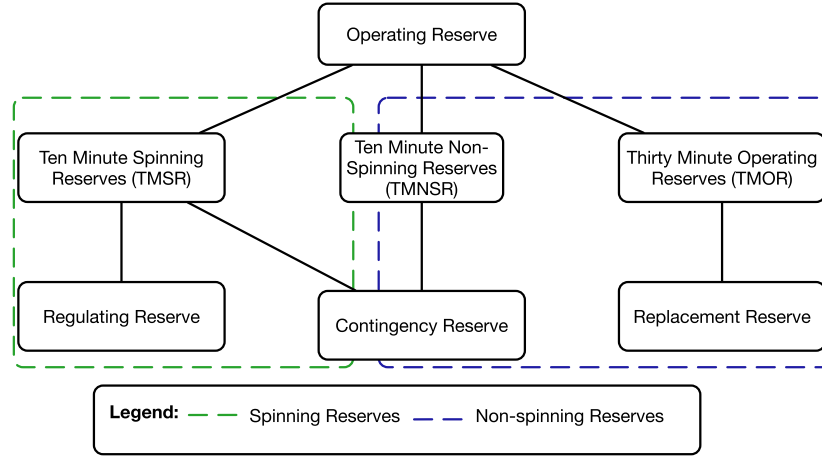 Operating Reserve
Ten Minute Spinning
Reserves (TMSR)
Ten Minute Non-
Spinning Reserves
(TMNSR)
Thirty Minute Operating
Reserves (TMOR)
Regulating Reserve
Contingency Reserve
Replacement Reserve
Legend: Spinning Reserves Non-spinning Reserves